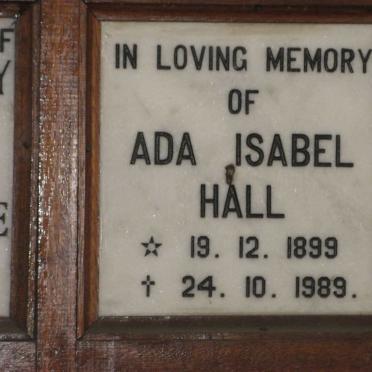 IN LOVING MEMORY
OF
ADA ISABEL
HALL
☆ 19. 12. 1899
† 24. 10. 1989.